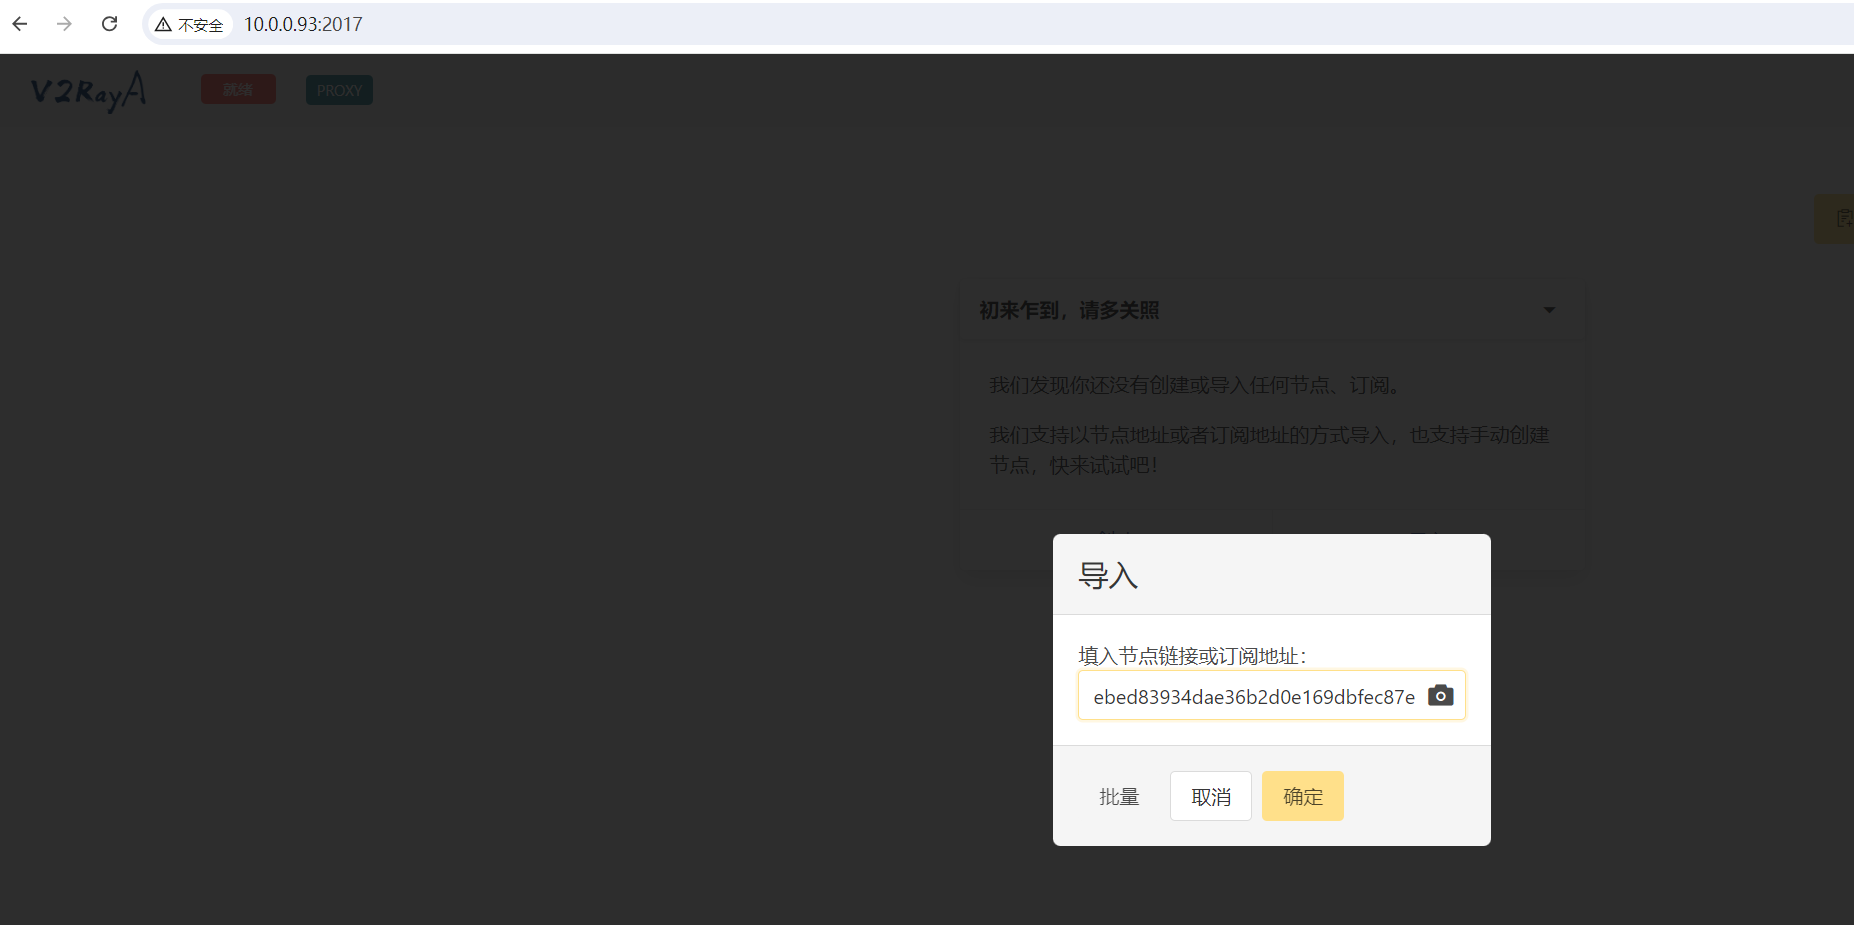 不安全 10.0.0.93:2017
V2RayA 就绪 PROXY
初来乍到，请多关照
我们发现你还没有创建或导入任何节点、订阅。
我们支持以节点地址或者订阅地址的方式导入，也支持手动创建
节点，快来试试吧！
导入
填入节点链接或订阅地址：
ebed83934dae36b2d0e169dbfec87e
批量 取消 确定